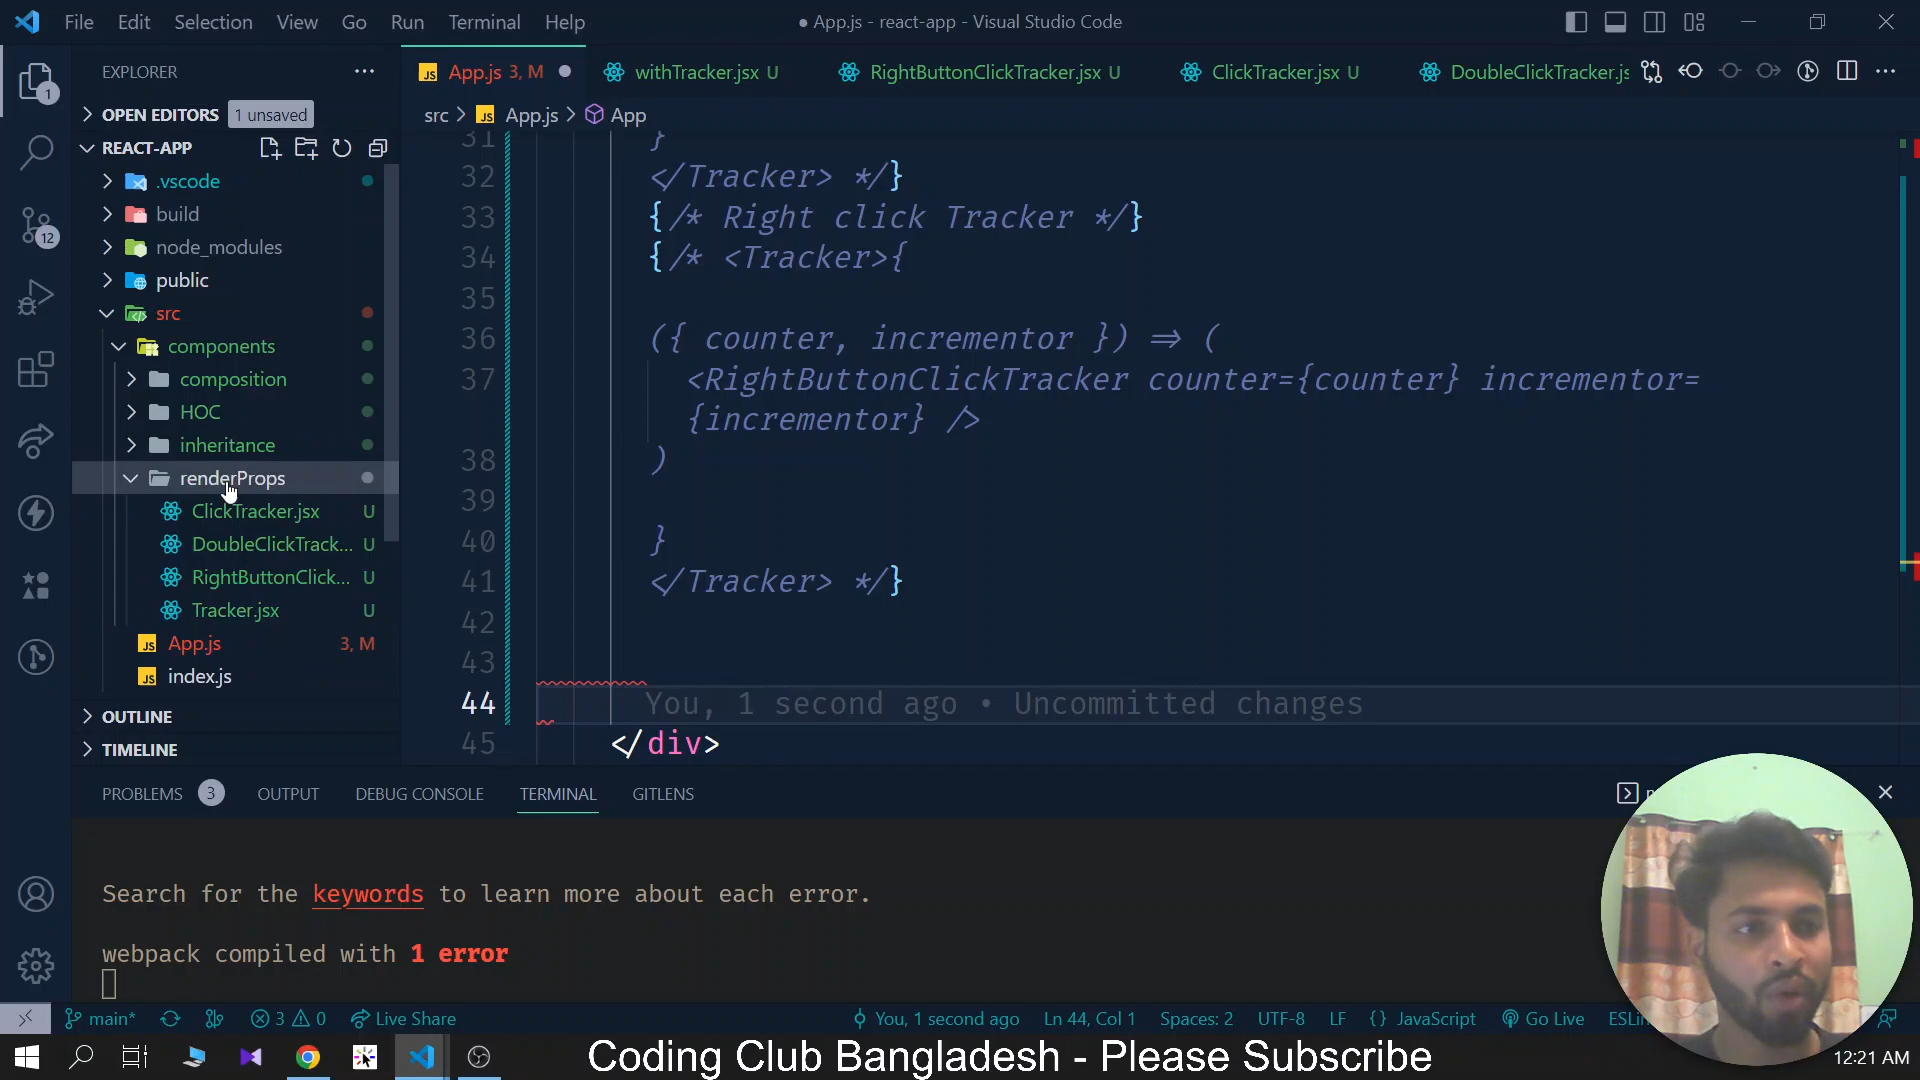 File Edit Selection View Go Run Terminal Help
● App.js - react-app - Visual Studio Code
EXPLORER
App.js 3, M
withTracker.jsx U
RightButtonClickTracker.jsx U
ClickTracker.jsx U
DoubleClickTracker.js
OPEN EDITORS 1 unsaved
src > App.js > App
REACT-APP
.vscode
build
node_modules
public
src
components
composition
HOC
inheritance
renderProps
ClickTracker.jsx U
DoubleClickTrack... U
RightButtonClick... U
Tracker.jsx U
App.js 3, M
index.js
OUTLINE
TIMELINE
31 }
32 </Tracker> */}
33 {/* Right click Tracker */}
34 {/* <Tracker>{
35
36 ({ counter, incrementor }) => (
37 <RightButtonClickTracker counter={counter} incrementor=
{incrementor} />
38 )
39
40 }
41 </Tracker> */}
42
43
44 You, 1 second ago • Uncommitted changes
45 </div>
PROBLEMS 3 OUTPUT DEBUG CONSOLE TERMINAL GITLENS
Search for the keywords to learn more about each error.
webpack compiled with 1 error
main* 3 0 Live Share
You, 1 second ago Ln 44, Col 1 Spaces: 2 UTF-8 LF {} JavaScript Go Live
1
12
Coding Club Bangladesh - Please Subscribe
12:21 AM